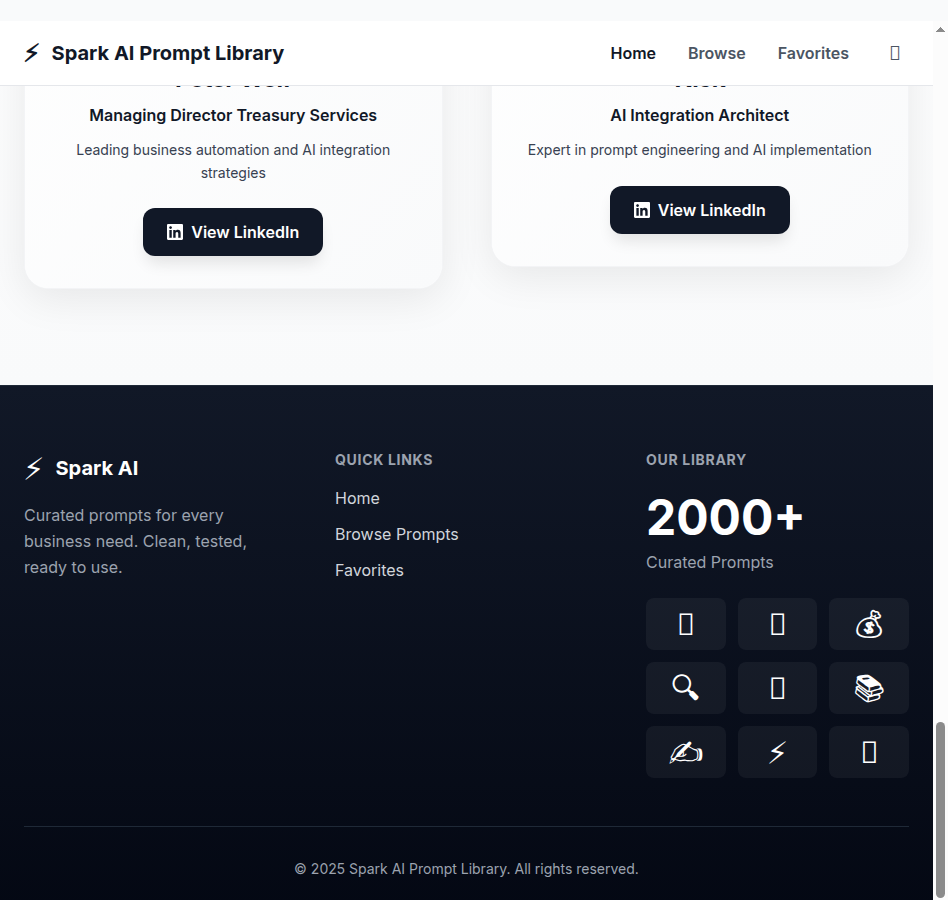 ⚡ Spark AI Prompt Library
Home
Browse
Favorites
Managing Director Treasury Services
Leading business automation and AI integration
strategies
View LinkedIn
AI Integration Architect
Expert in prompt engineering and AI implementation
View LinkedIn
⚡ Spark AI
Curated prompts for every
business need. Clean, tested,
ready to use.
QUICK LINKS
Home
Browse Prompts
Favorites
OUR LIBRARY
2000+
Curated Prompts
© 2025 Spark AI Prompt Library. All rights reserved.